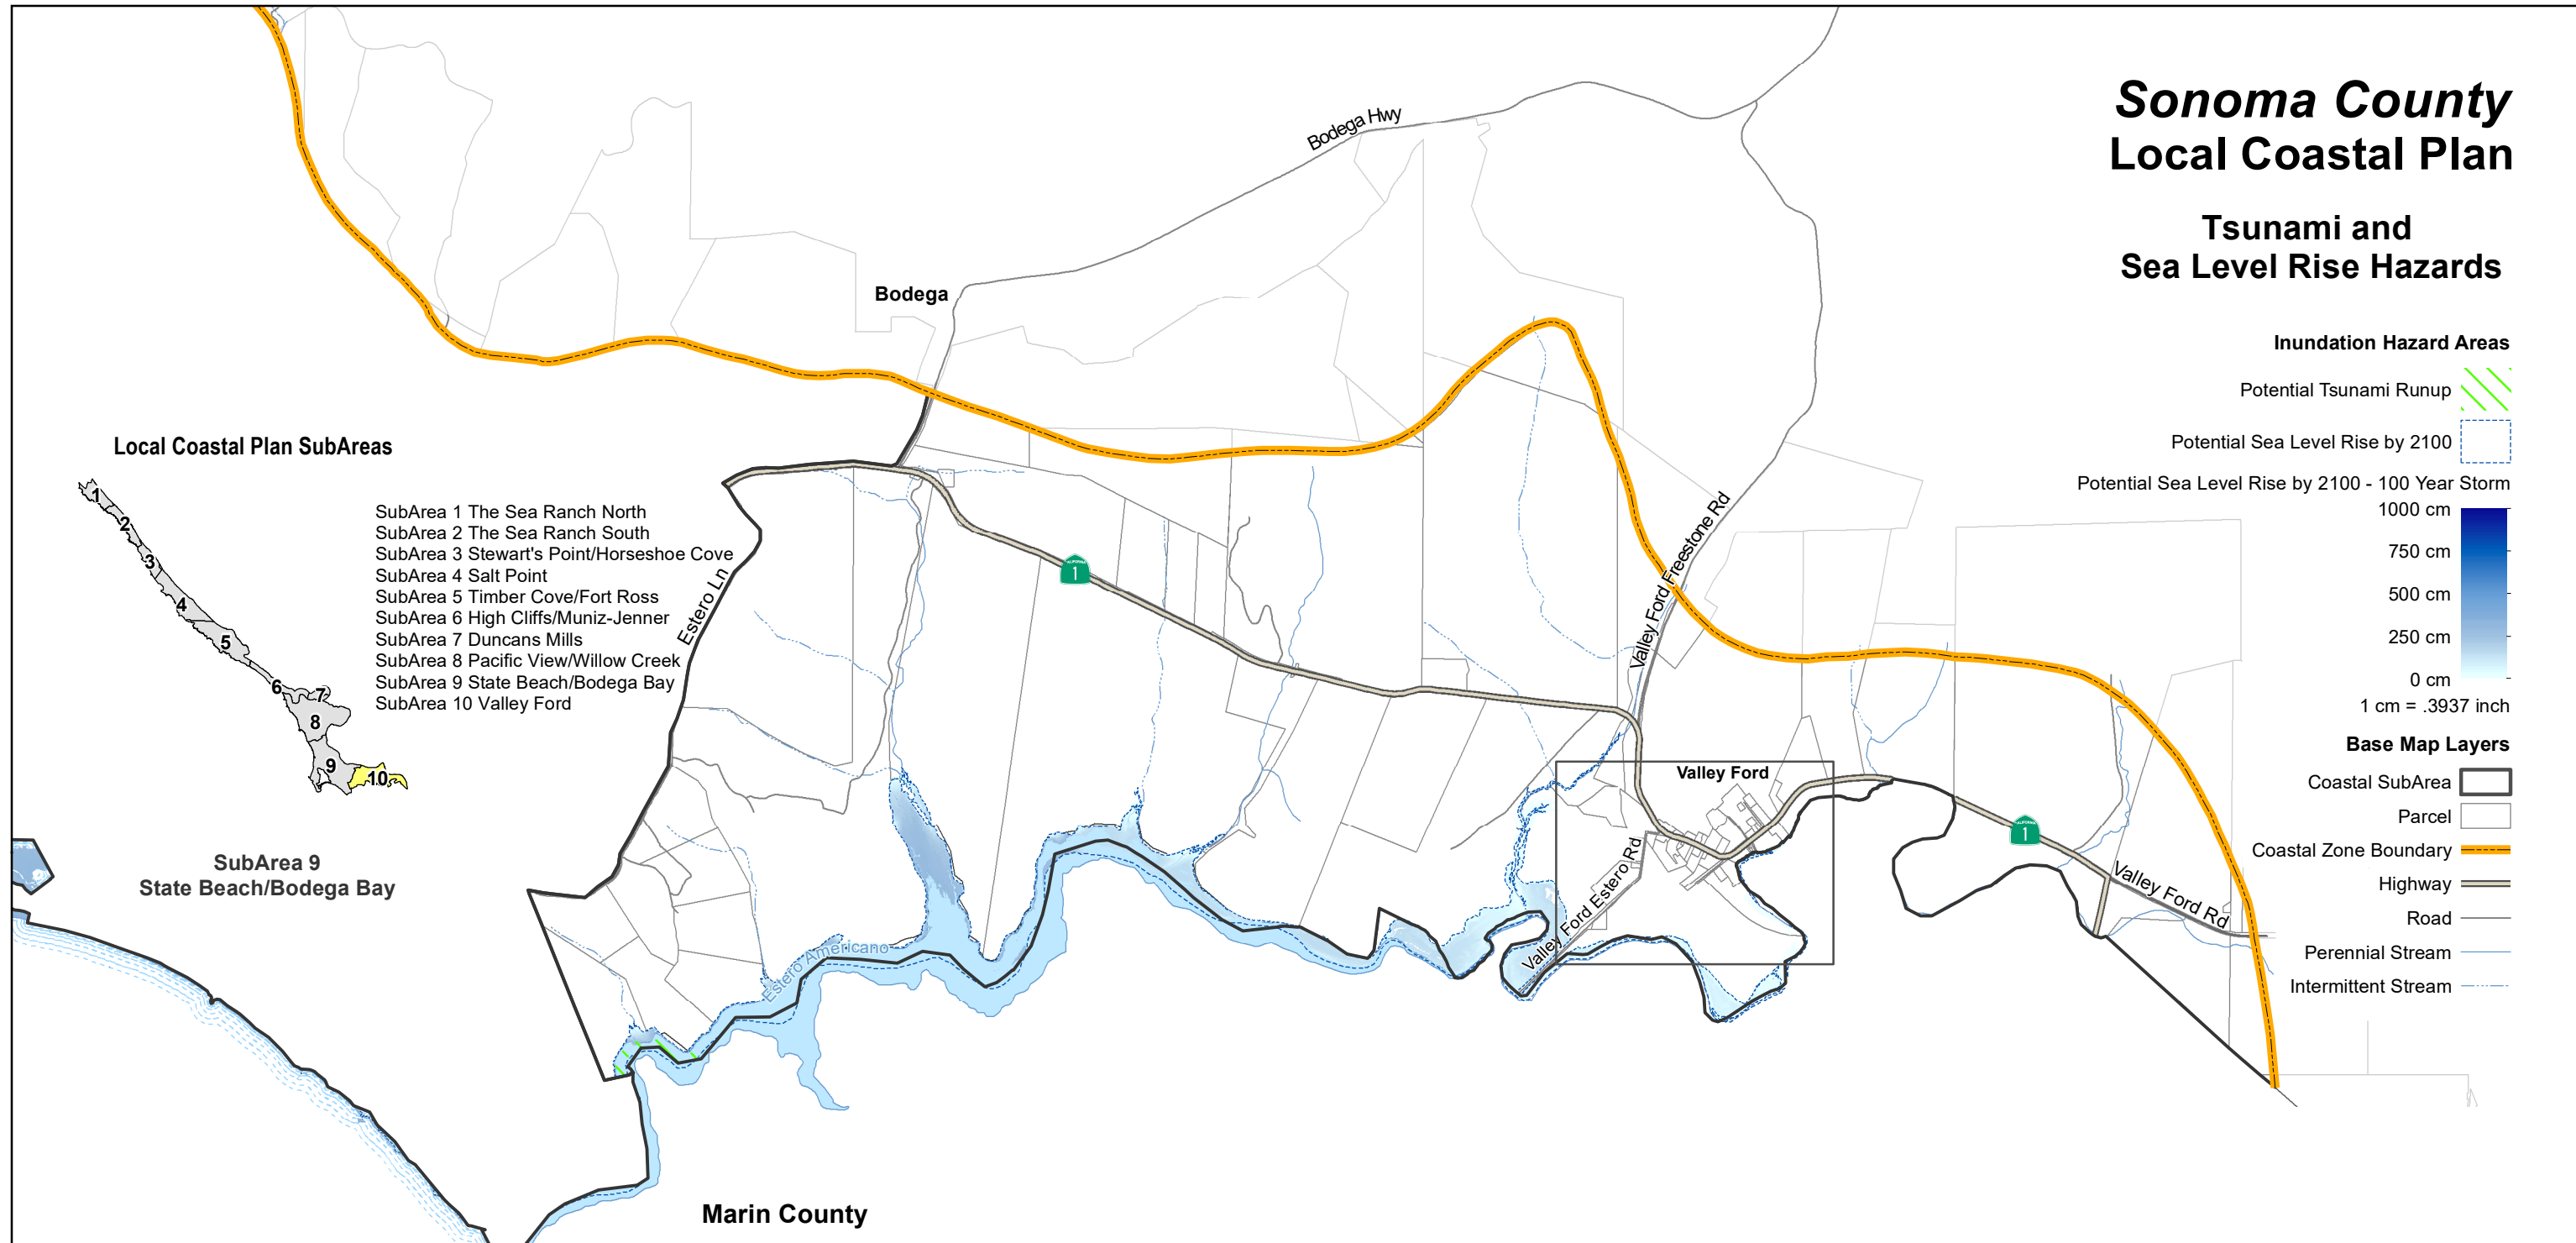 Sonoma County
Local Coastal Plan
Tsunami and
Sea Level Rise Hazards
Inundation Hazard Areas
Potential Tsunami Runup
Potential Sea Level Rise by 2100
Potential Sea Level Rise by 2100 - 100 Year Storm
1000 cm
750 cm
500 cm
250 cm
0 cm
1 cm = .3937 inch
Base Map Layers
Coastal SubArea
Parcel
Coastal Zone Boundary
Highway
Road
Perennial Stream
Intermittent Stream
Local Coastal Plan SubAreas
1
2
3
4
5
6
7
8
9
10
SubArea 1 The Sea Ranch North
SubArea 2 The Sea Ranch South
SubArea 3 Stewart's Point/Horseshoe Cove
SubArea 4 Salt Point
SubArea 5 Timber Cove/Fort Ross
SubArea 6 High Cliffs/Muniz-Jenner
SubArea 7 Duncans Mills
SubArea 8 Pacific View/Willow Creek
SubArea 9 State Beach/Bodega Bay
SubArea 10 Valley Ford
SubArea 9
State Beach/Bodega Bay
Bodega Hwy
Bodega
Estero Ln
1
Valley Ford Freestone Rd
Valley Ford
Valley Ford Estero Rd
1
Valley Ford Rd
Estero Americano
Marin County